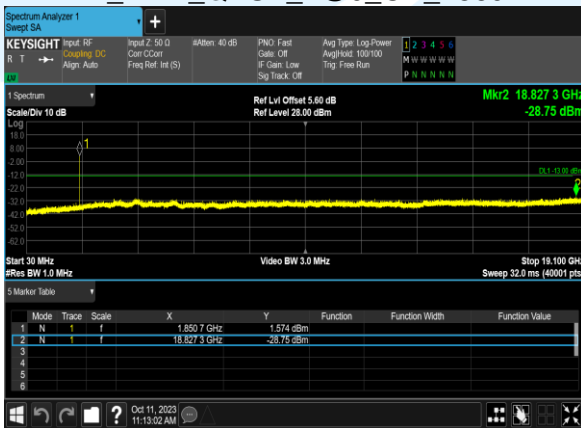 Spectrum Analyzer 1
Swept SA
+
KEYSIGHT Input: RF Input Z: 50 Ω #Atten: 40 dB PNO: Fast Avg Type: Log-Power 1 2 3 4 5 6
R T Coupling: DC Corr CCorr Gate: Off Avg|Hold: 100/100 M W W W W W
Align: Auto Freq Ref: Int (S) IF Gain: Low Trig: Free Run
Sig Track: Off P N N N N N
1 Spectrum
Ref Lvl Offset 5.60 dB Mkr2 18.827 3 GHz
Scale/Div 10 dB Ref Level 28.00 dBm -28.75 dBm
Log
18.0
8.00
1
-2.00
-12.0
DL1 -13.00 dBm
-22.0
-32.0
-42.0
-52.0
-62.0
Start 30 MHz Video BW 3.0 MHz Stop 19.100 GHz
#Res BW 1.0 MHz Sweep 32.0 ms (40001 pts)
5 Marker Table
Mode Trace Scale X Y Function Function Width Function Value
1 N 1 f 1.850 7 GHz 1.574 dBm
2 N 1 f 18.827 3 GHz -28.75 dBm
3
4
5
6
?
Oct 11, 2023
11:13:02 AM